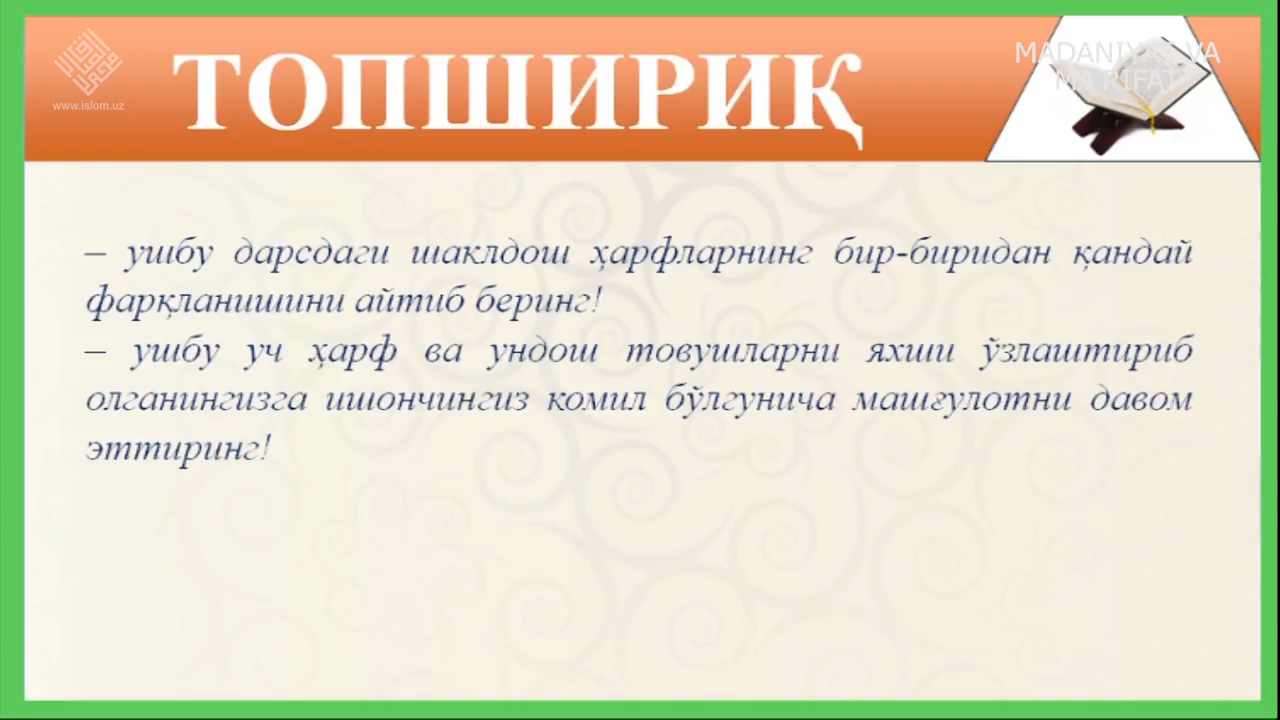 www.islom.uz
ТОПШИРИҚ
MADANIYAT VA
MA'RIFAT
– ушбу дарсдаги шаклдош ҳарфларнинг бир-биридан қандай
фарқланишини айтиб беринг!
– ушбу уч ҳарф ва ундош товушларни яхши ўзлаштириб
олганингизга ишончингиз комил бўлгунича машғулотни давом
эттиринг!